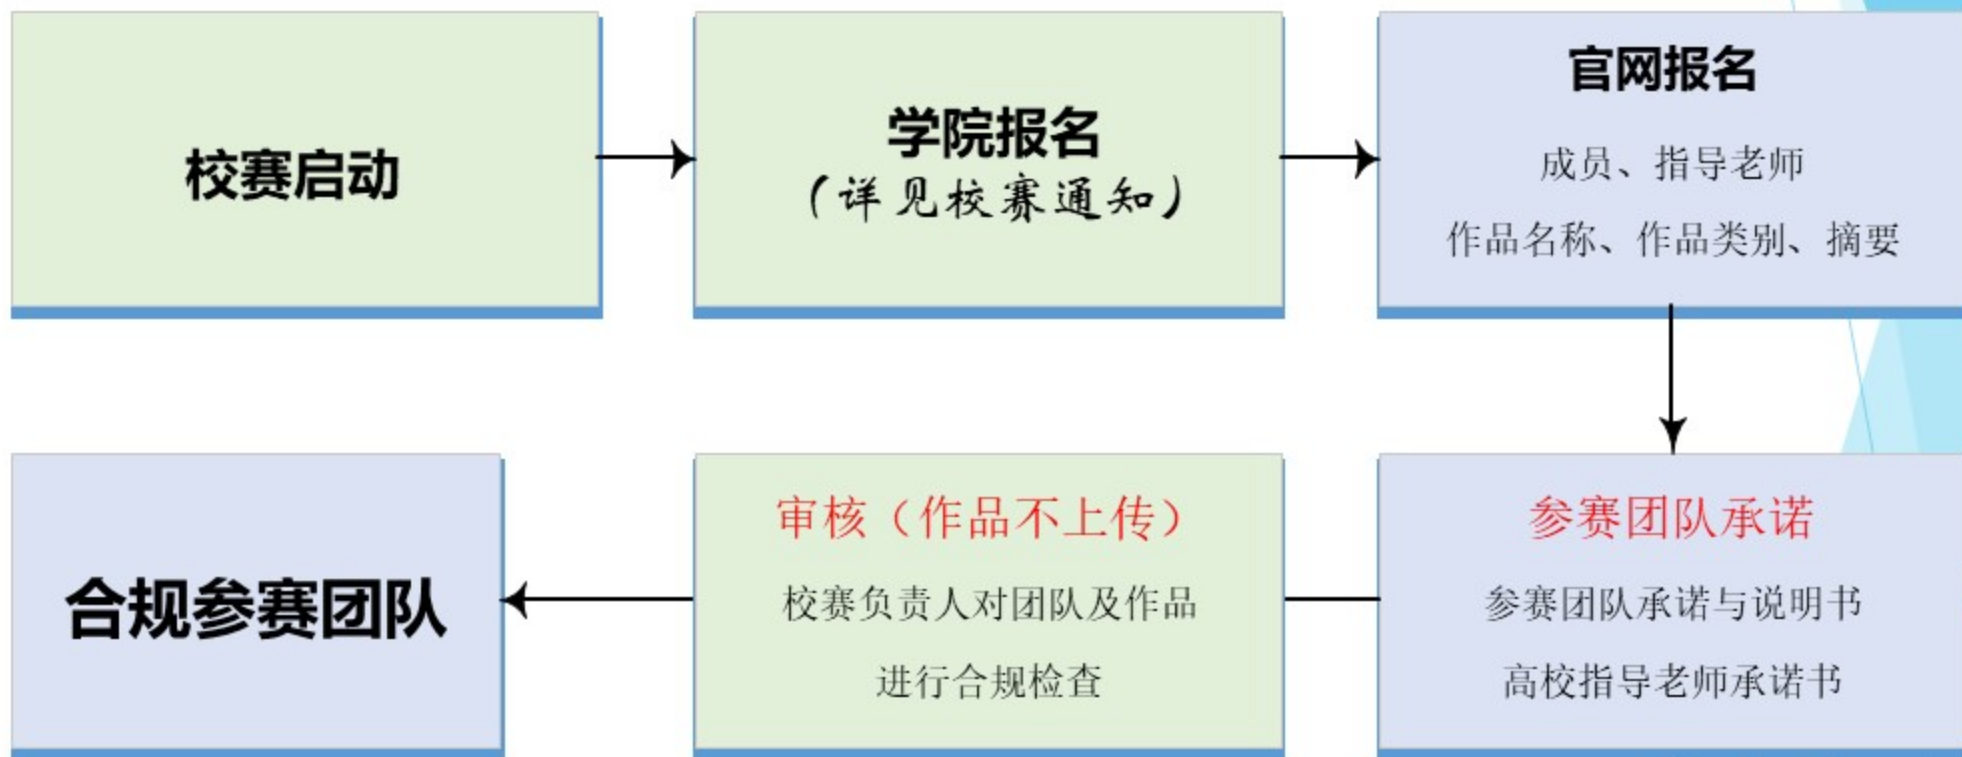 校赛启动
学院报名
（详见校赛通知）
官网报名
成员、指导老师
作品名称、作品类别、摘要
参赛团队承诺
参赛团队承诺与说明书
高校指导老师承诺书
审核（作品不上传）
校赛负责人对团队及作品
进行合规检查
合规参赛团队